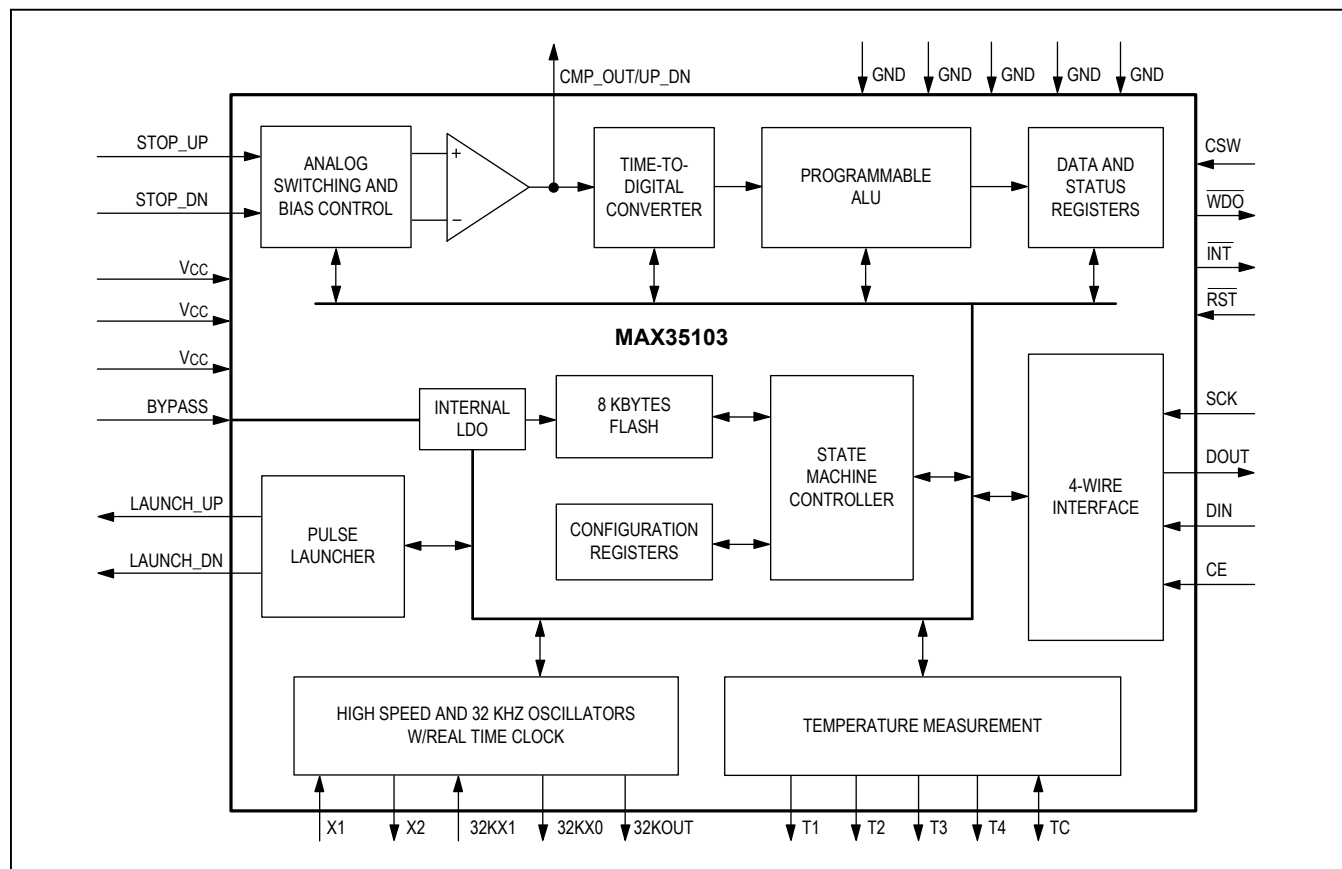 CMP_OUT/UP_DN
GND
GND
GND
GND
GND
STOP_UP
STOP_DN
VCC
VCC
VCC
BYPASS
LAUNCH_UP
LAUNCH_DN
ANALOG
SWITCHING AND
BIAS CONTROL
+
−
TIME-TO-
DIGITAL
CONVERTER
PROGRAMMABLE
ALU
DATA AND
STATUS
REGISTERS
CSW
WDO
INT
RST
MAX35103
INTERNAL
LDO
8 KBYTES
FLASH
STATE
MACHINE
CONTROLLER
CONFIGURATION
REGISTERS
PULSE
LAUNCHER
4-WIRE
INTERFACE
SCK
DOUT
DIN
CE
HIGH SPEED AND 32 KHZ OSCILLATORS
W/REAL TIME CLOCK
TEMPERATURE MEASUREMENT
X1
X2
32KX1
32KX0
32KOUT
T1
T2
T3
T4
TC